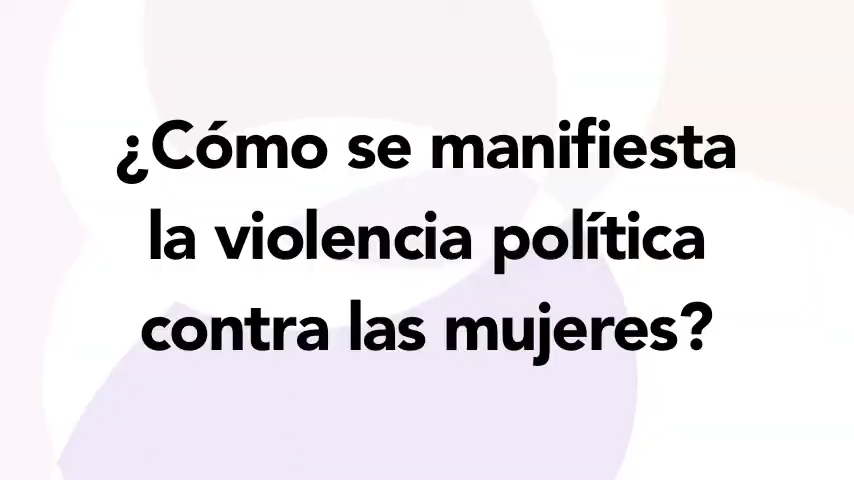 ¿Cómo se manifiesta
la violencia política
contra las mujeres?